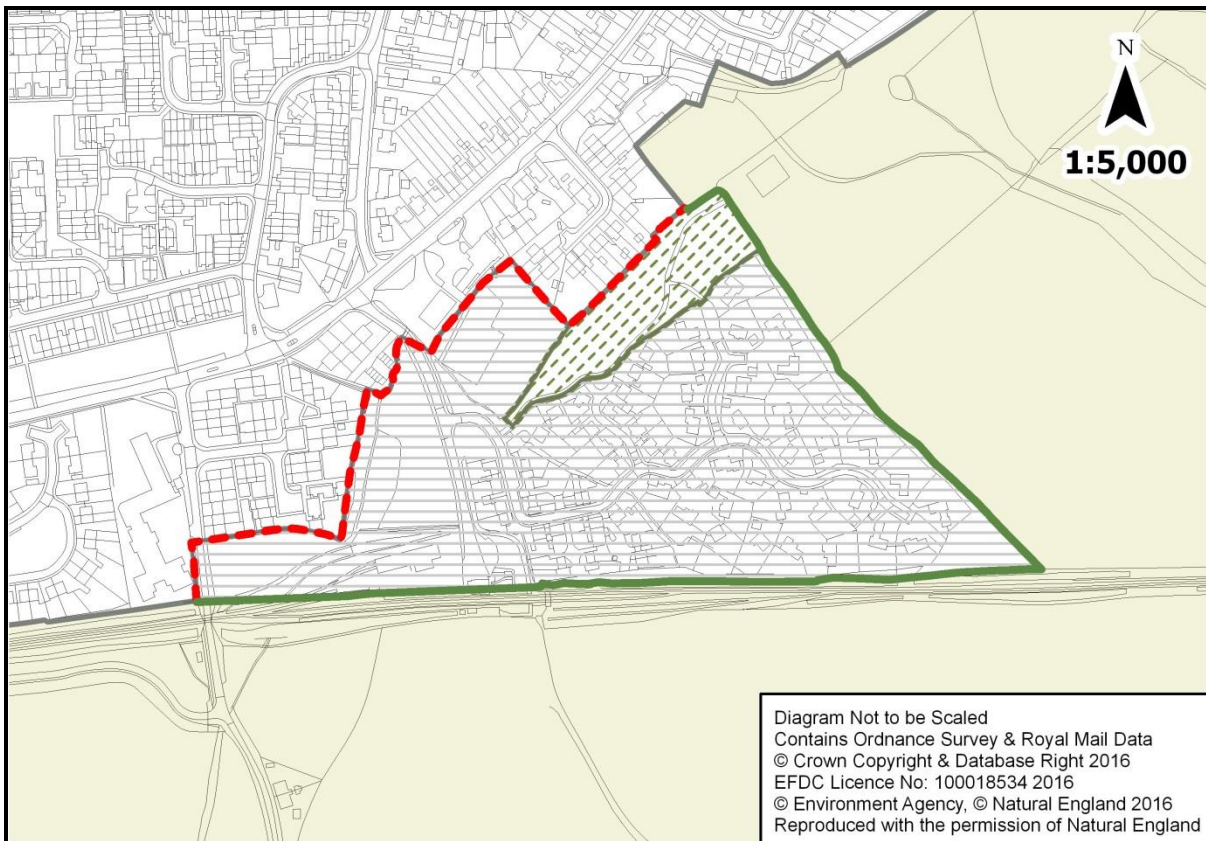 N
1:5,000
Diagram Not to be Scaled
Contains Ordnance Survey & Royal Mail Data
© Crown Copyright & Database Right 2016
EFDC Licence No: 100018534 2016
© Environment Agency, © Natural England 2016
Reproduced with the permission of Natural England